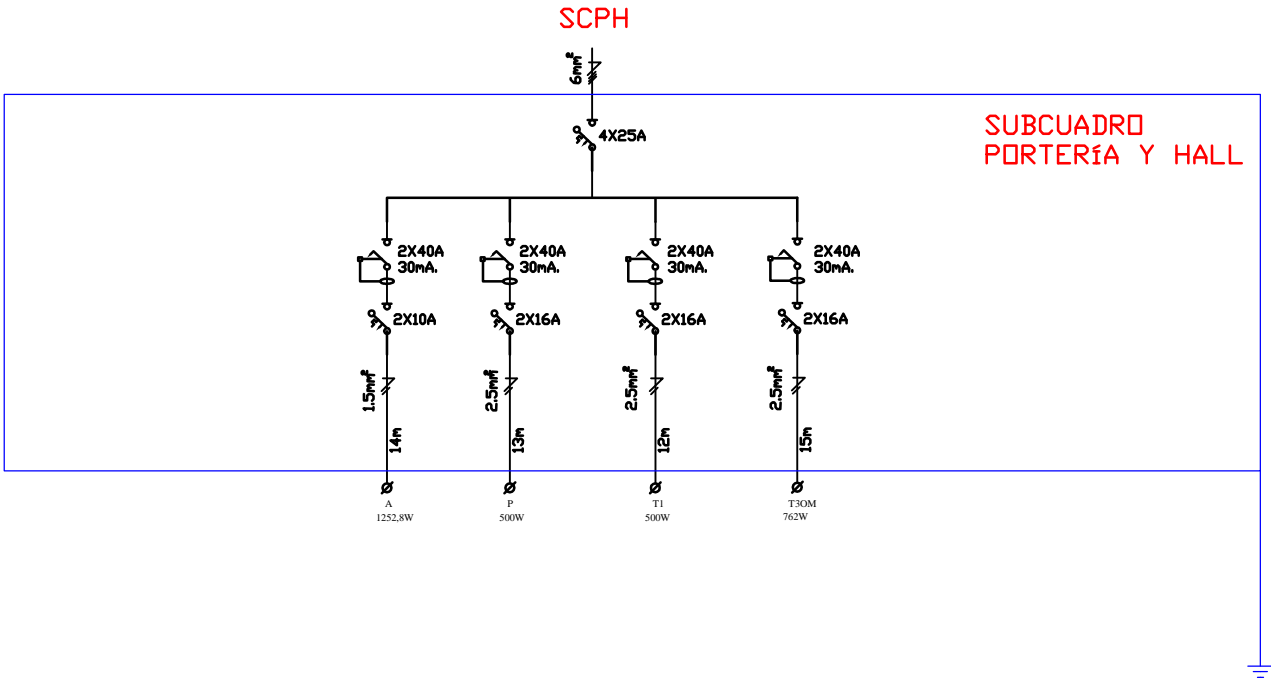 SCPH
6mm²
4X25A
SUBCUADRO
PORTERíA Y HALL
2X40A
30mA.
2X40A
30mA.
2X40A
30mA.
2X40A
30mA.
2X10A
2X16A
2X16A
2X16A
1.5mm²
2.5mm²
2.5mm²
2.5mm²
14m
13m
12m
15m
A
1252,8W
P
500W
T1
500W
T3OM
762W